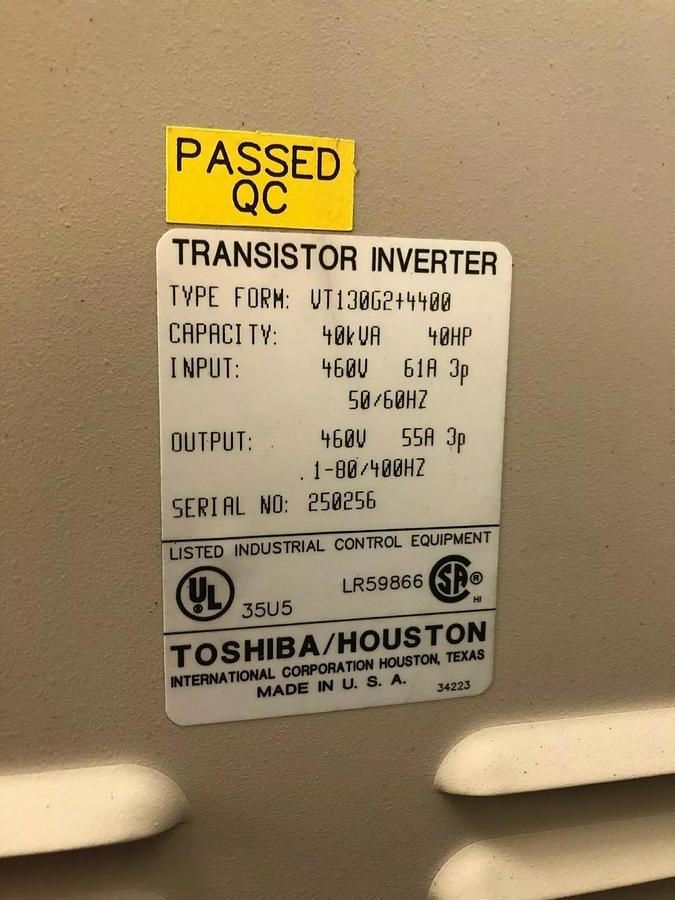 PASSED
QC
TRANSISTOR INVERTER
TYPE FORM: VT130G2+4400
CAPACITY: 40kVA 40HP
INPUT: 460V 61A 3p
50/60HZ
OUTPUT: 460V 55A 3p
.1-80/400HZ
SERIAL NO: 250256
LISTED INDUSTRIAL CONTROL EQUIPMENT
UL 35U5 LR59866 SA ® HI
TOSHIBA/HOUSTON
INTERNATIONAL CORPORATION HOUSTON, TEXAS
MADE IN U. S. A. 34223